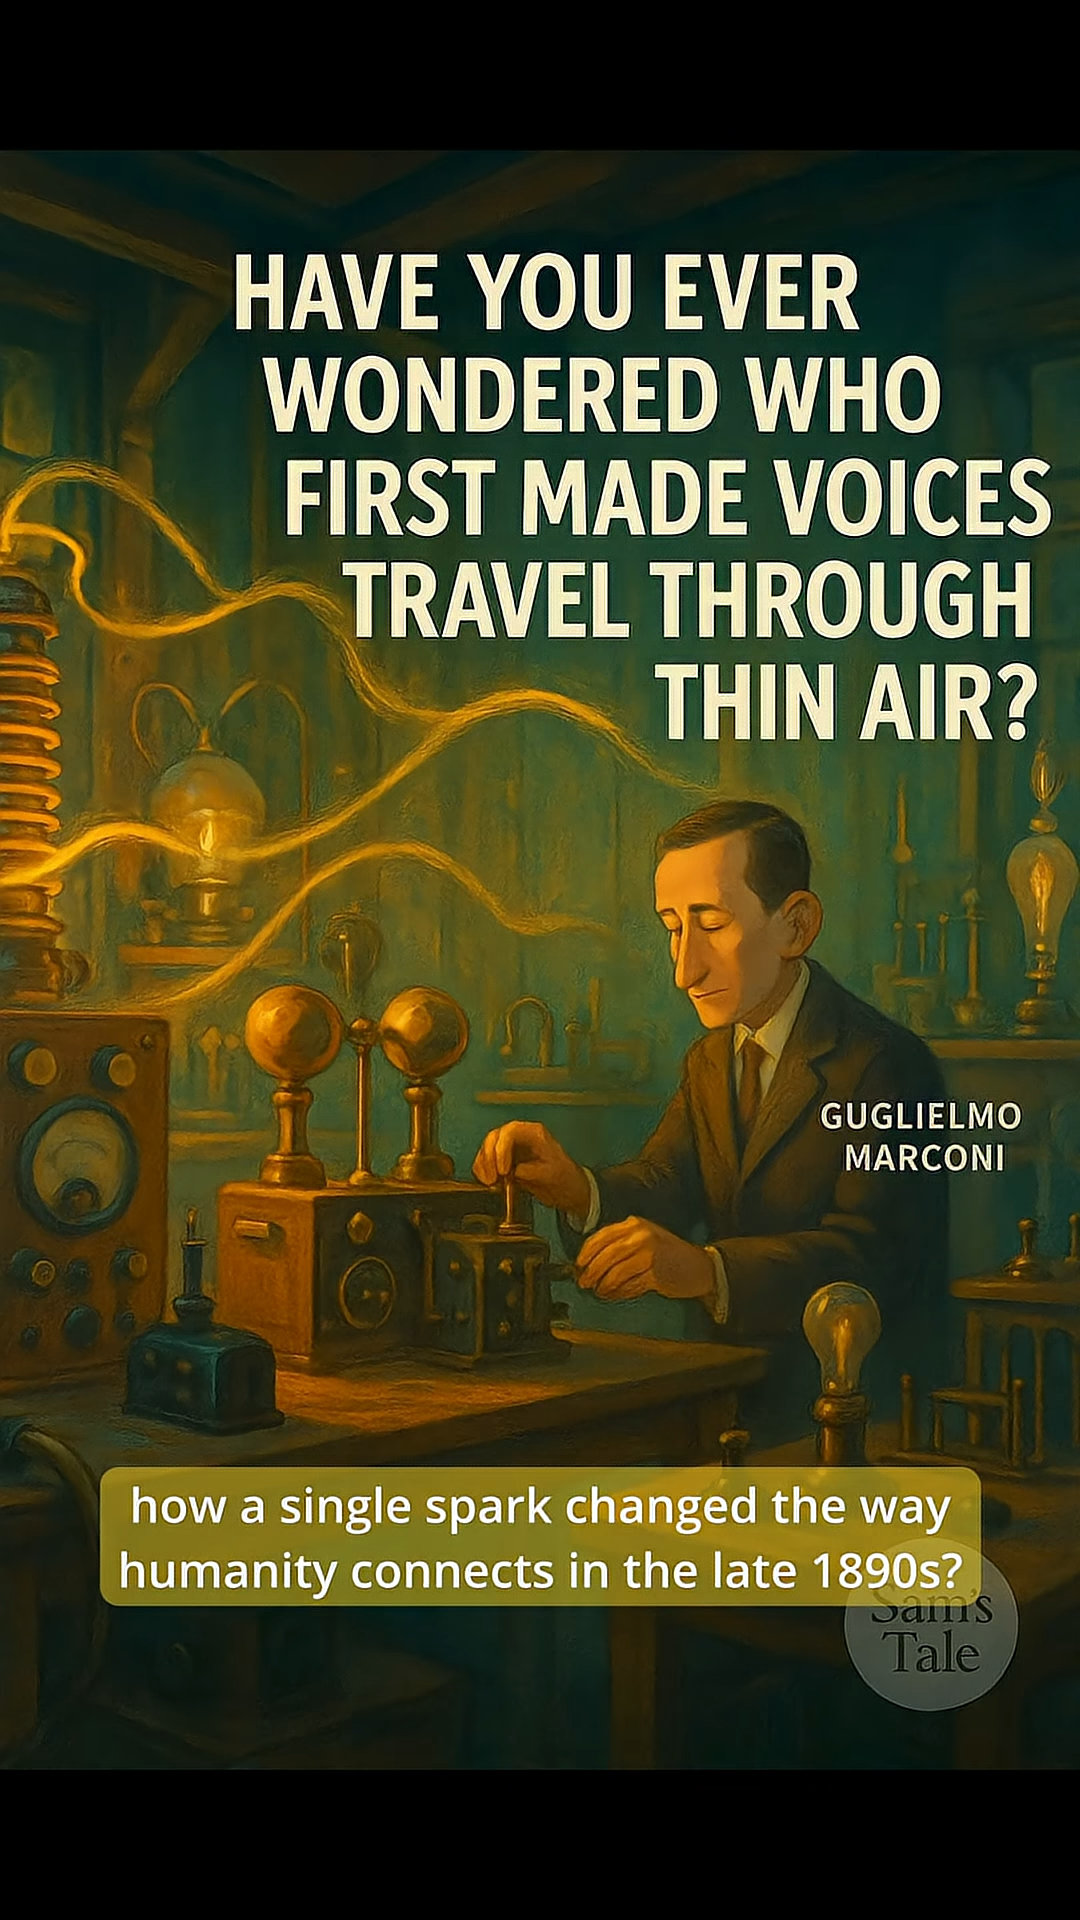 HAVE YOU EVER
WONDERED WHO
FIRST MADE VOICES
TRAVEL THROUGH
THIN AIR?
GUGLIELMO
MARCONI
how a single spark changed the way
humanity connects in the late 1890s?
Sam's
Tale